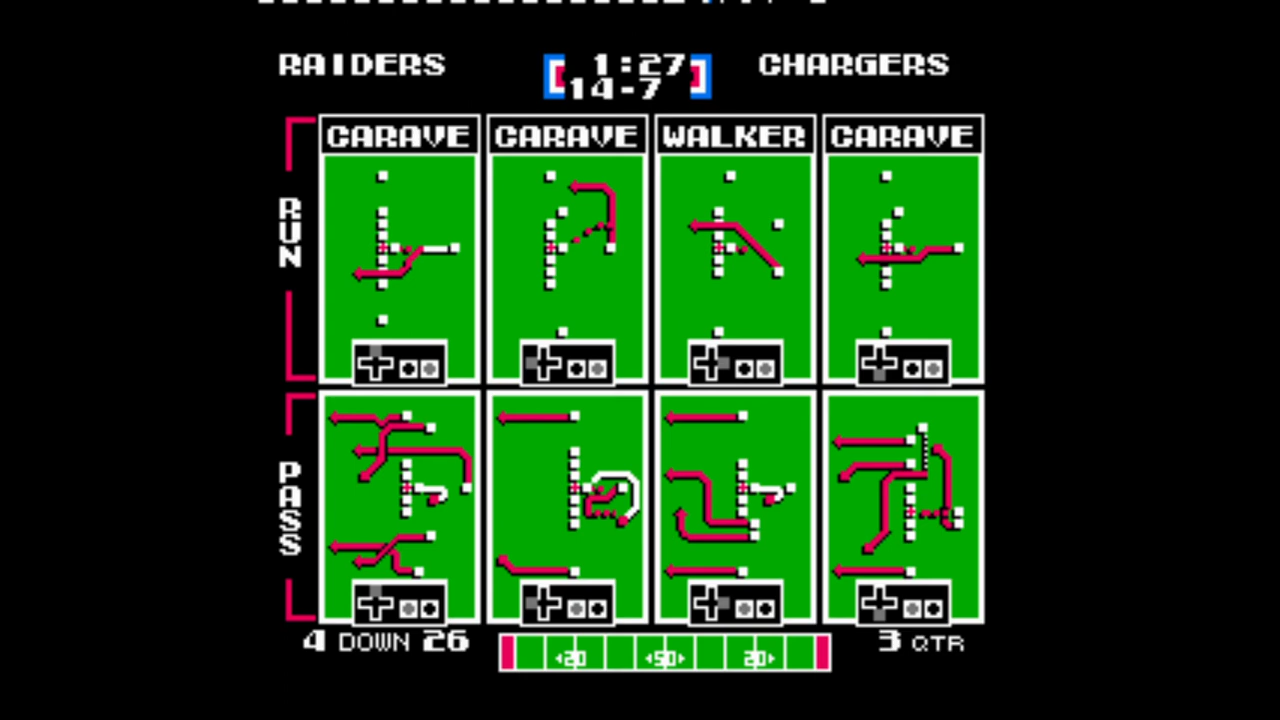 RAIDERS 1:27 CHARGERS
14-7
CARAVE CARAVE WALKER CARAVE
RUN
PASS
4 DOWN 26 3 QTR
20 50 20